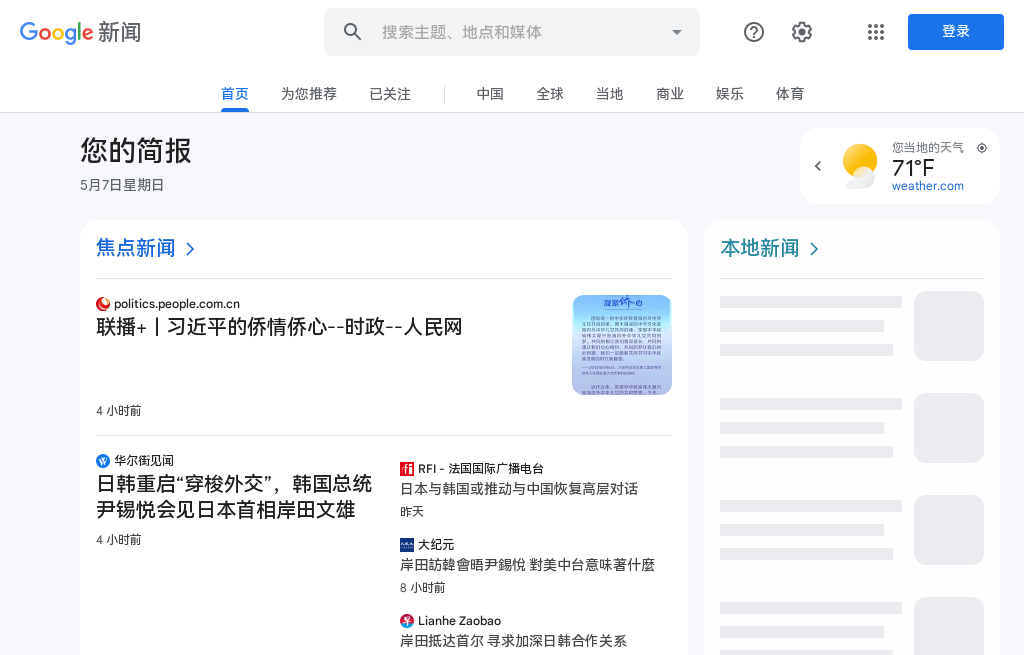 Google 新闻
搜索主题、地点和媒体
登录
首页
为您推荐
已关注
中国
全球
当地
商业
娱乐
体育
您的简报
5月7日星期日
您当地的天气
71°F
weather.com
焦点新闻
本地新闻
politics.people.com.cn
联播+丨习近平的侨情侨心--时政--人民网
4 小时前
凝聚侨心
华尔街见闻
日韩重启“穿梭外交”，韩国总统
尹锡悦会见日本首相岸田文雄
4 小时前
RFI - 法国国际广播电台
日本与韩国或推动与中国恢复高层对话
昨天
大纪元
岸田訪韓會晤尹錫悅 對美中台意味著什麼
8 小时前
Lianhe Zaobao
岸田抵达首尔 寻求加深日韩合作关系